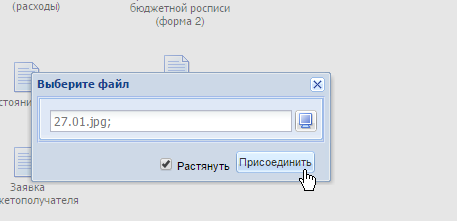 (расходы)
бюджетной росписи
(форма 2)
Выберите файл
27.01.jpg;
Растянуть
Присоединить
Заявка